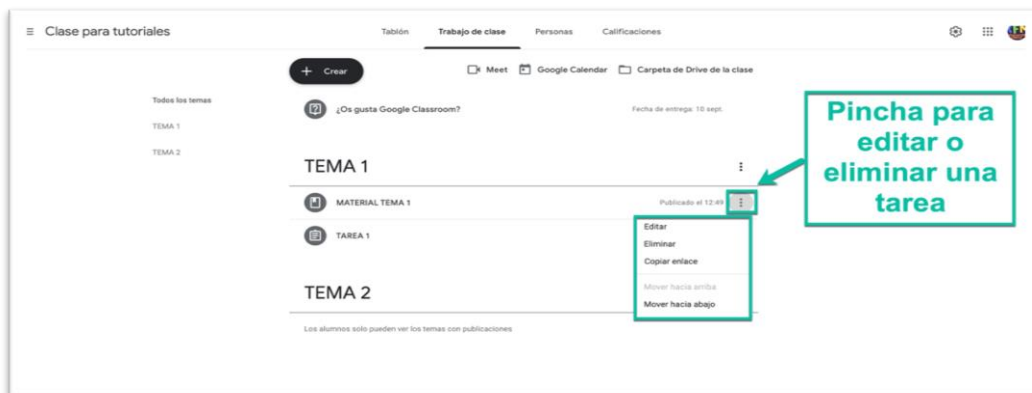 Clase para tutoriales
Tablón Trabajo de clase Personas Calificaciones
+ Crear
Meet Google Calendar Carpeta de Drive de la clase
Todos los temas
TEMA 1
TEMA 2
¿Os gusta Google Classroom? Fecha de entrega: 10 sept.
TEMA 1
MATERIAL TEMA 1 Publicado el 12:49
TAREA 1
Editar
Eliminar
Copiar enlace
Mover hacia arriba
Mover hacia abajo
TEMA 2
Los alumnos solo pueden ver los temas con publicaciones
Pincha para
editar o
eliminar una
tarea